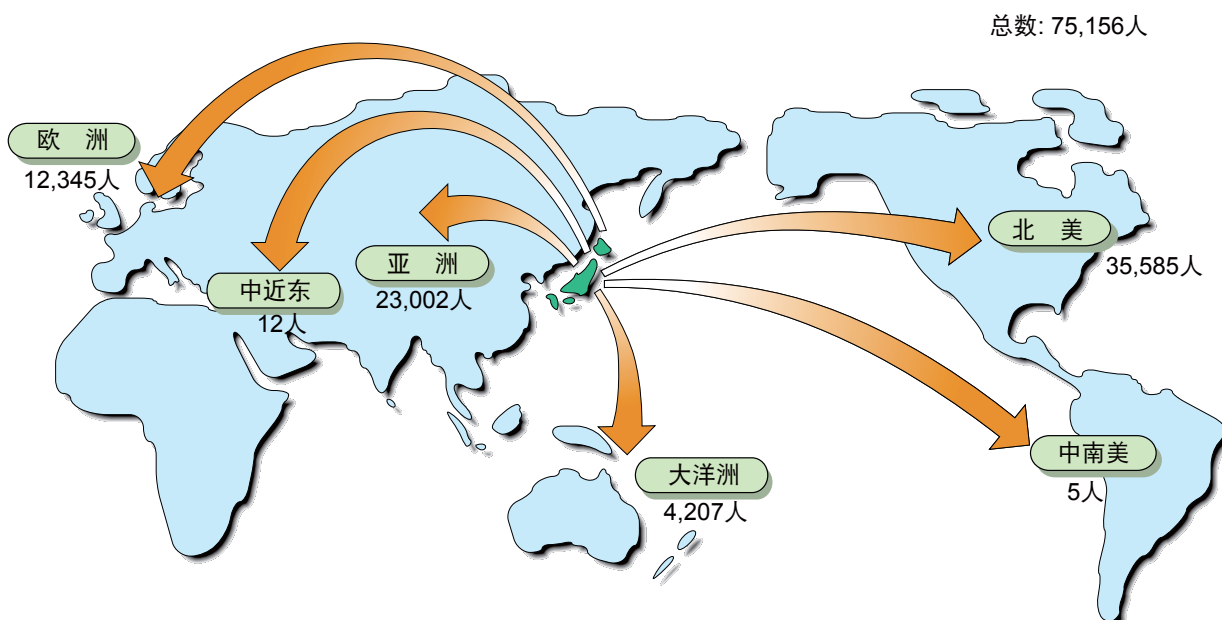 总数: 75,156人
欧 洲
12,345人
北 美
35,585人
亚 洲
23,002人
中近东
12人
中南美
5人
大洋洲
4,207人